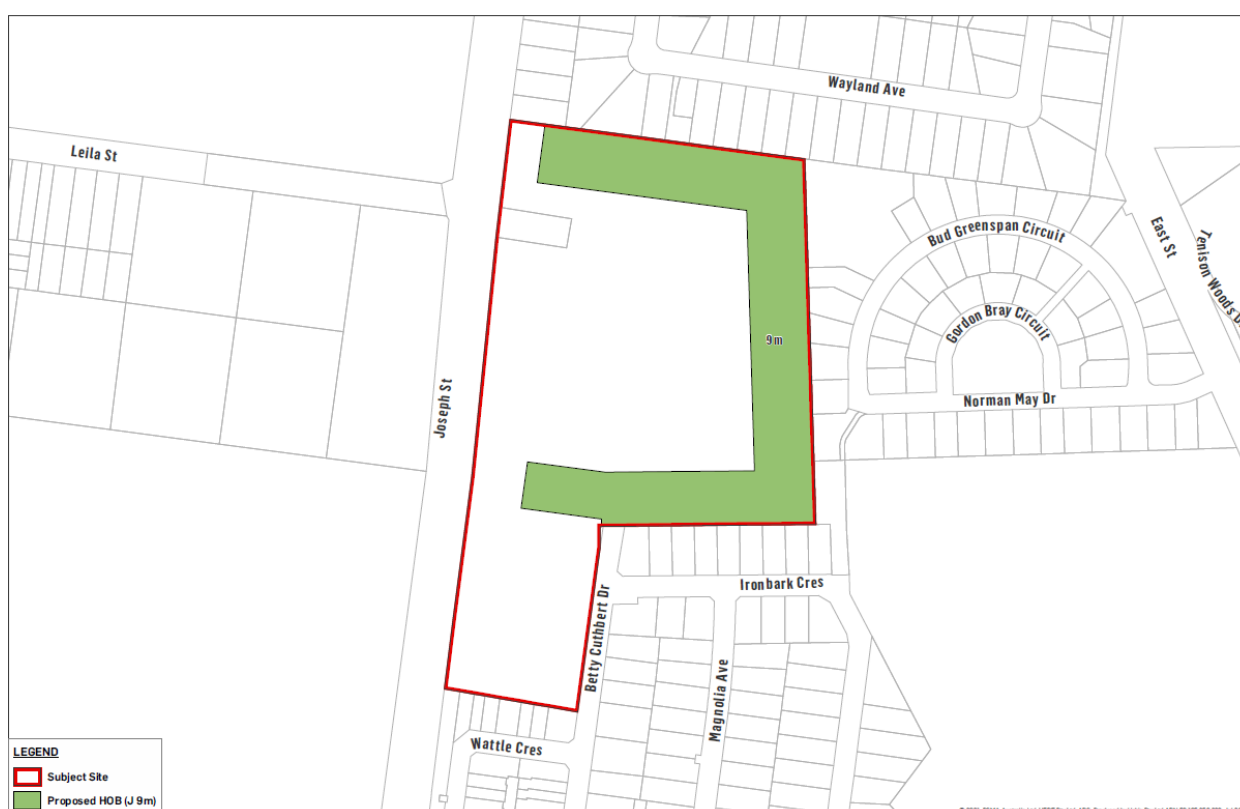 Wayland Ave
Leila St
Bud Greenspan Circuit
East St
Tenison Woods D
Gordon Bray Circuit
9m
Norman May Dr
Joseph St
Ironbark Cres
Betty Cuthbert Dr
Magnolia Ave
Wattle Cres
LEGEND
Subject Site
Proposed HOB (J 9m)